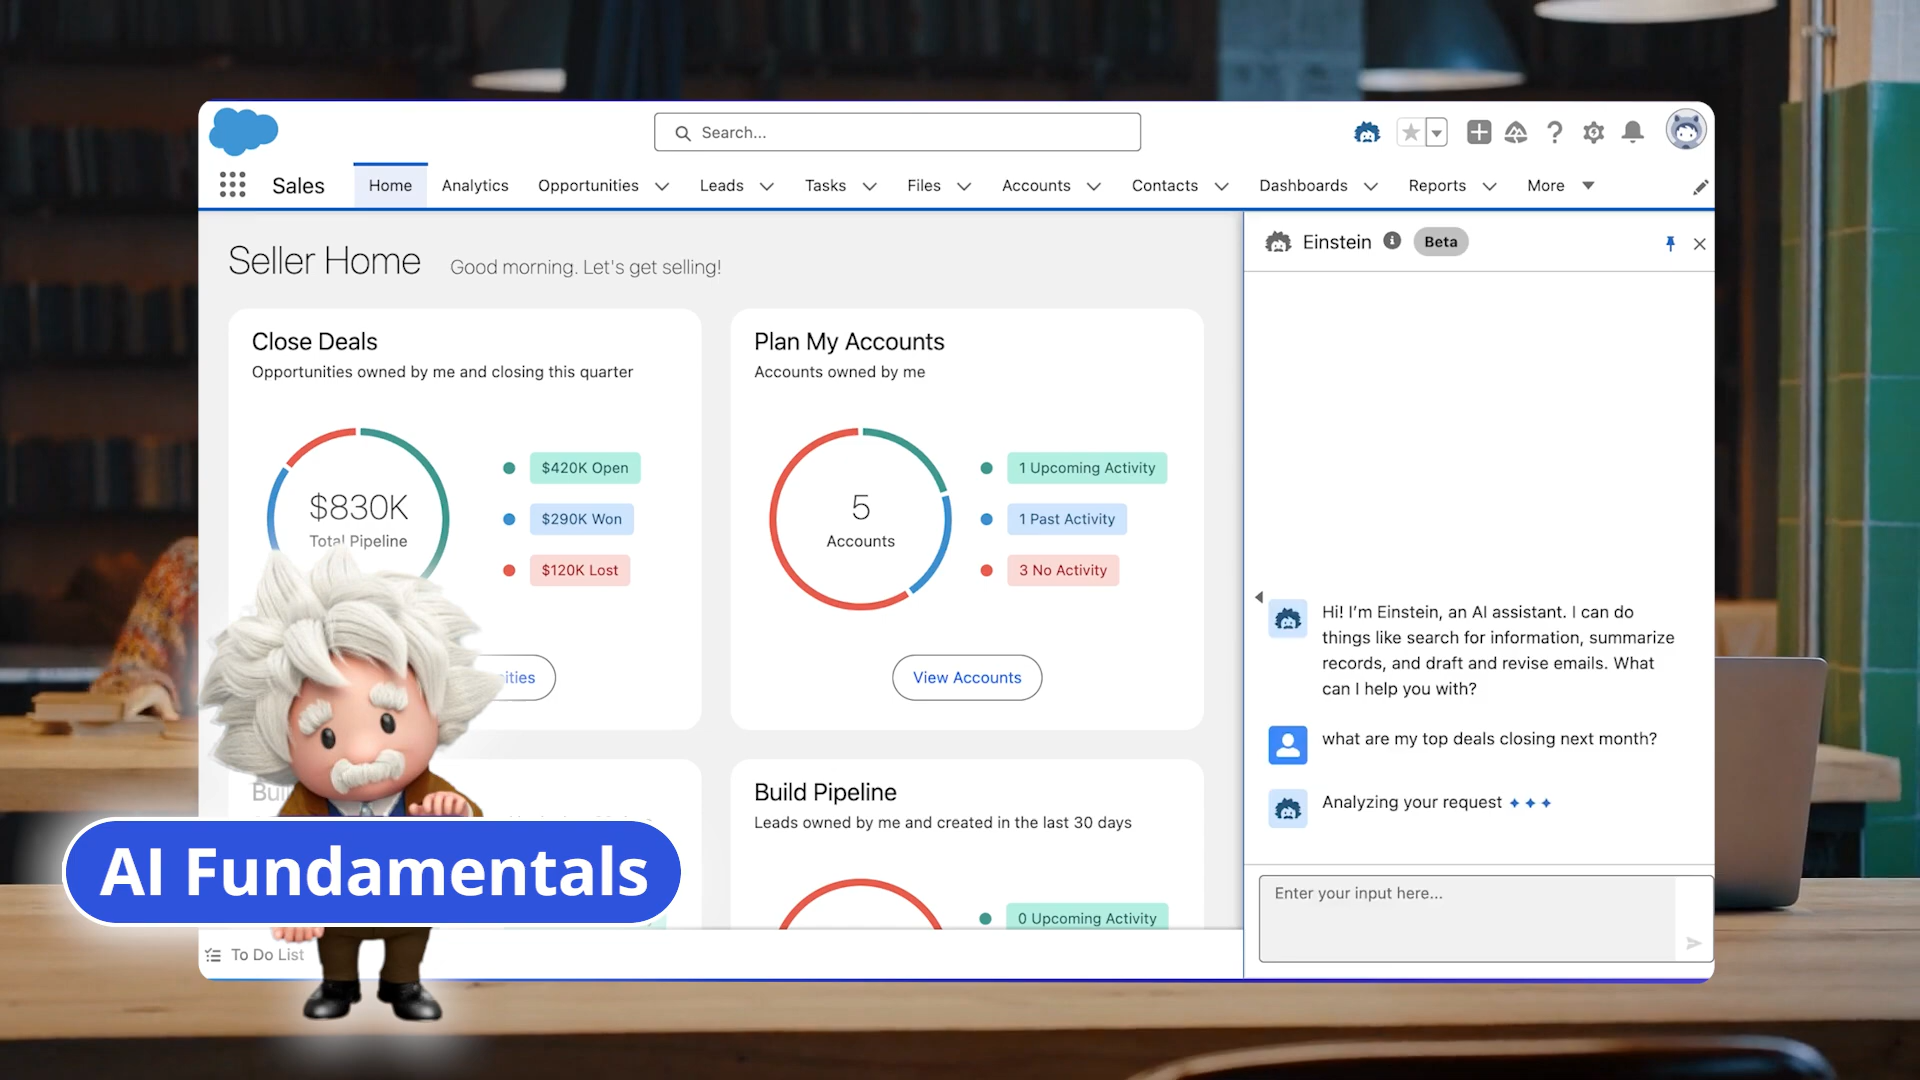 Search...
Sales
Home
Analytics
Opportunities
Leads
Tasks
Files
Accounts
Contacts
Dashboards
Reports
More
Seller Home
Good morning. Let's get selling!
Close Deals
Opportunities owned by me and closing this quarter
$830K
Total Pipeline
$420K Open
$290K Won
$120K Lost
Plan My Accounts
Accounts owned by me
5
Accounts
1 Upcoming Activity
1 Past Activity
3 No Activity
View Accounts
Build Pipeline
Leads owned by me and created in the last 30 days
0 Upcoming Activity
To Do List
Einstein
Beta
Hi! I’m Einstein, an AI assistant. I can do
things like search for information, summarize
records, and draft and revise emails. What
can I help you with?
what are my top deals closing next month?
Analyzing your request
Enter your input here...
AI Fundamentals